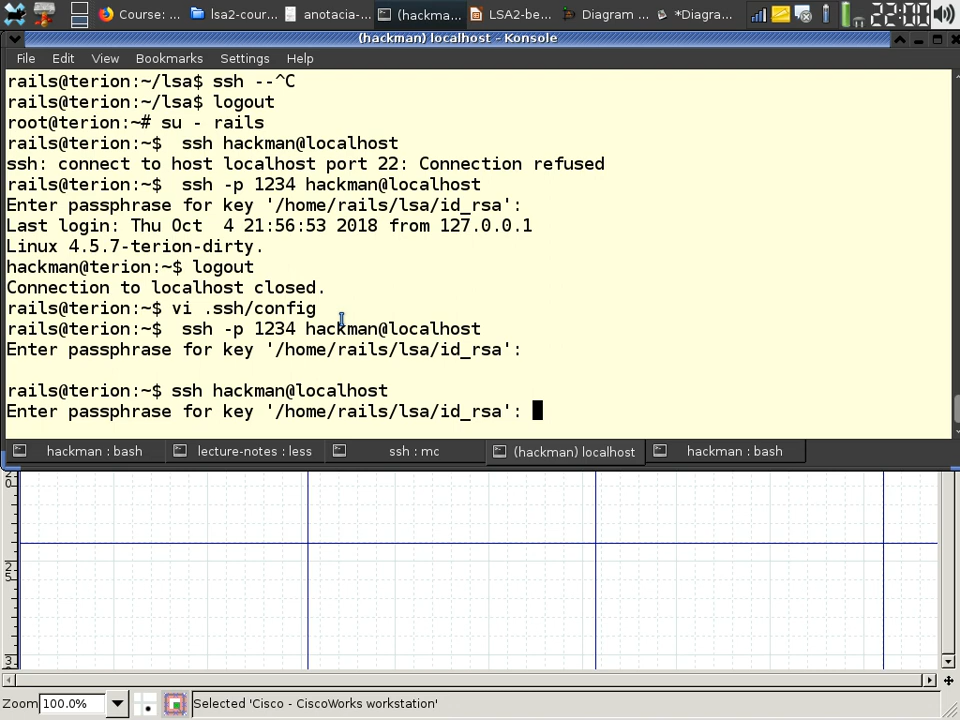 Course: ...
lsa2-cour...
anotacia-...
(hackma...
LSA2-be...
Diagram ...
*Diagra...
22:00
(hackman) localhost - Konsole
File Edit View Bookmarks Settings Help
rails@terion:~/lsa$ ssh --^C
rails@terion:~/lsa$ logout
root@terion:~# su - rails
rails@terion:~$  ssh hackman@localhost
ssh: connect to host localhost port 22: Connection refused
rails@terion:~$  ssh -p 1234 hackman@localhost
Enter passphrase for key '/home/rails/lsa/id_rsa':
Last login: Thu Oct  4 21:56:53 2018 from 127.0.0.1
Linux 4.5.7-terion-dirty.
hackman@terion:~$ logout
Connection to localhost closed.
rails@terion:~$ vi .ssh/config
rails@terion:~$  ssh -p 1234 hackman@localhost
Enter passphrase for key '/home/rails/lsa/id_rsa':
rails@terion:~$ ssh hackman@localhost
Enter passphrase for key '/home/rails/lsa/id_rsa':
hackman : bash
lecture-notes : less
ssh : mc
(hackman) localhost
hackman : bash
Zoom 100.0% Selected 'Cisco - CiscoWorks workstation'